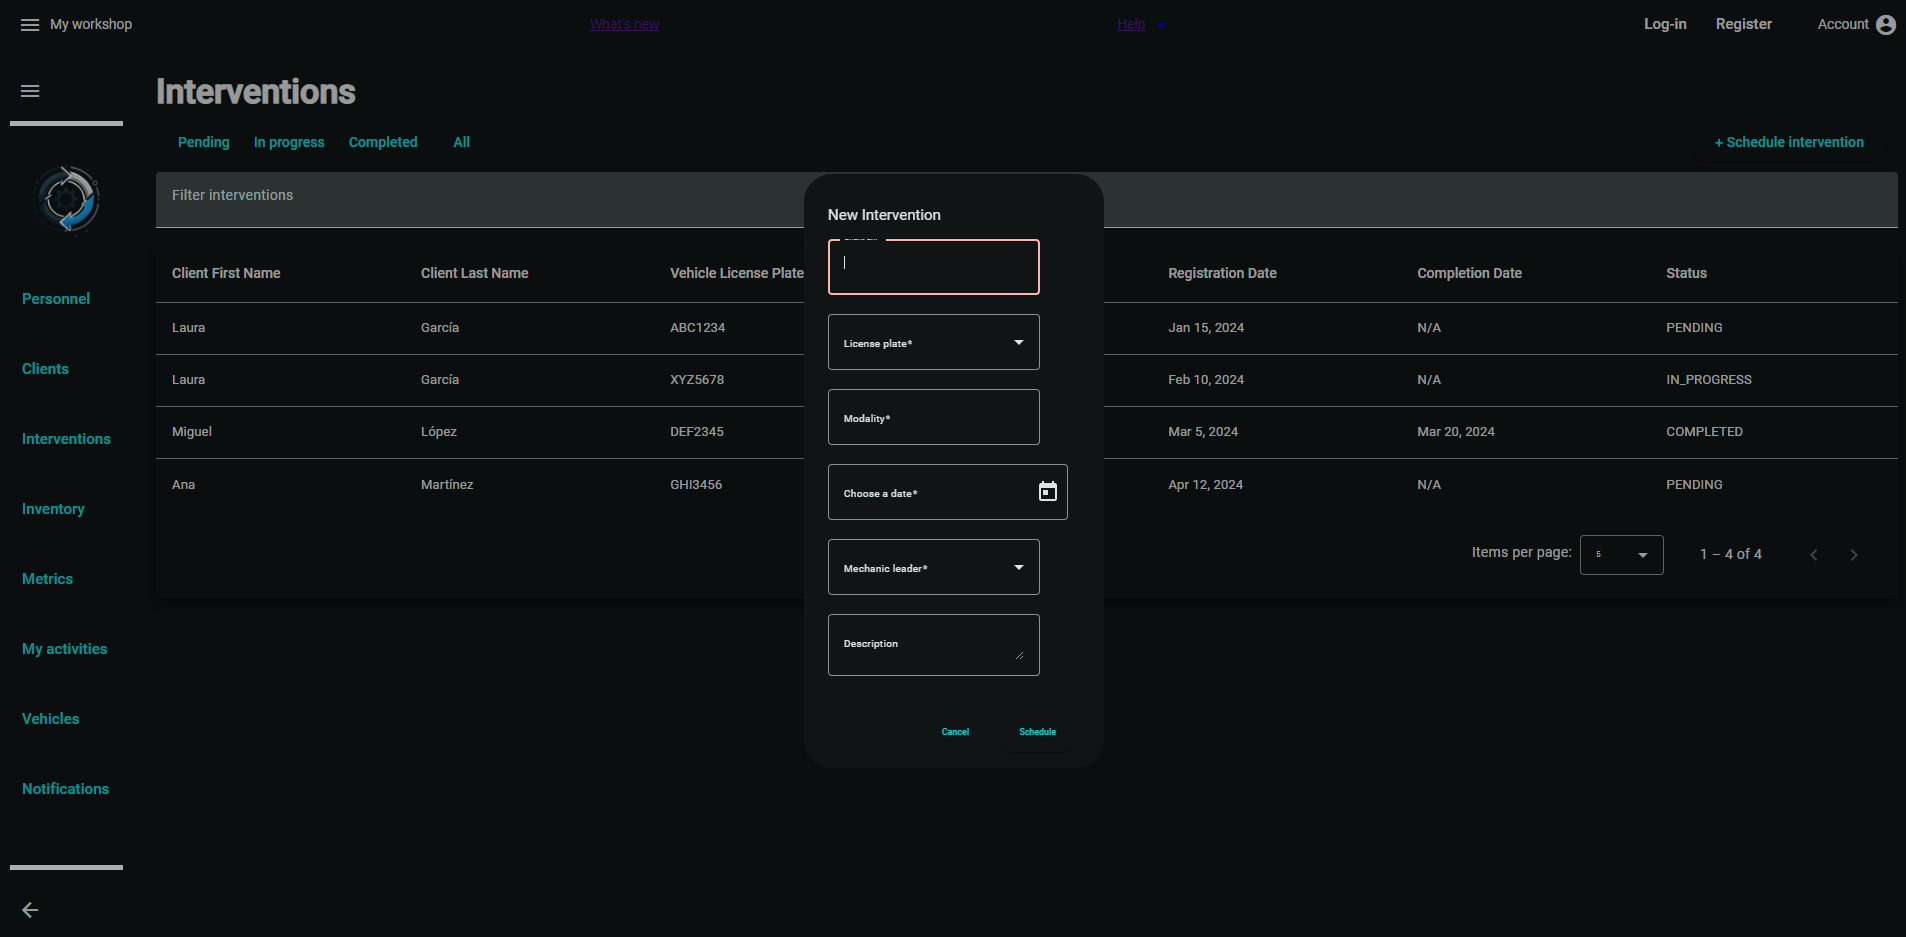 My workshop
What's new
Help
Log-in
Register
Account
Interventions
Pending
In progress
Completed
All
+ Schedule intervention
Filter interventions
Personnel
Clients
Interventions
Inventory
Metrics
My activities
Vehicles
Notifications
Client First Name Client Last Name Vehicle License Plate Registration Date Completion Date Status
Laura García ABC1234 Jan 15, 2024 N/A PENDING
Laura García XYZ5678 Feb 10, 2024 N/A IN_PROGRESS
Miguel López DEF2345 Mar 5, 2024 Mar 20, 2024 COMPLETED
Ana Martínez GHI3456 Apr 12, 2024 N/A PENDING
Items per page: 5 1 – 4 of 4
New Intervention
License plate*
Modality*
Choose a date*
Mechanic leader*
Description
Cancel
Schedule